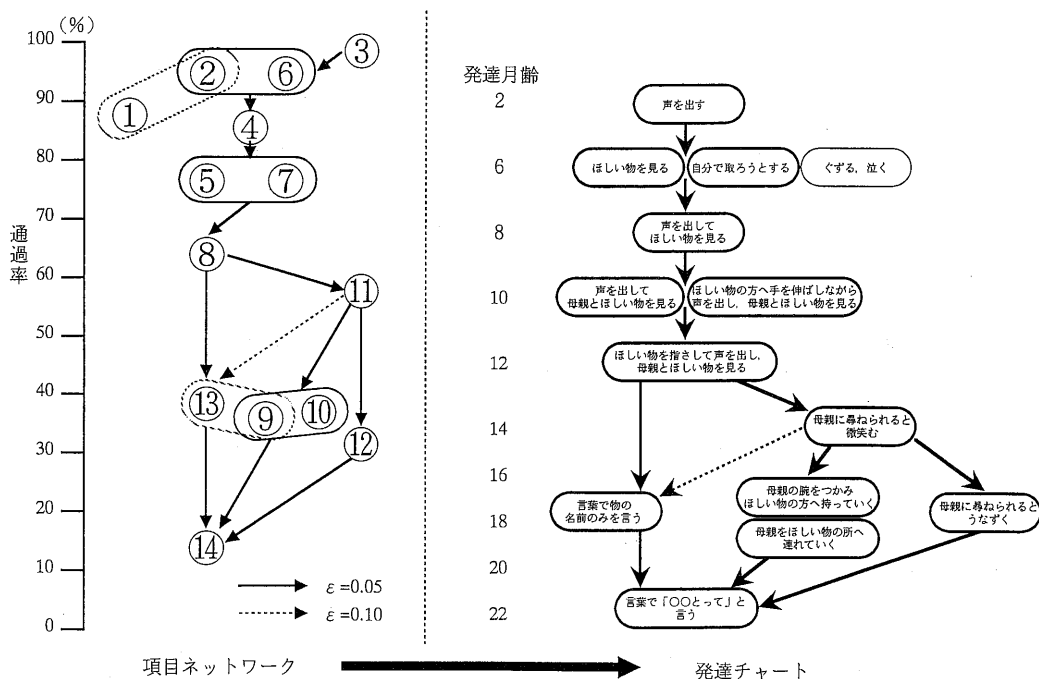 (%)
100
90
80
70
60
50
40
30
20
10
0
通過率
①
②
⑥
③
④
⑤
⑦
⑧
⑪
⑬
⑨
⑩
⑫
⑭
ε=0.05
ε=0.10
項目ネットワーク
発達月齢
2
6
8
10
12
14
16
18
20
22
声を出す
ほしい物を見る
自分で取ろうとする
ぐずる，泣く
声を出して
ほしい物を見る
声を出して
母親とほしい物を見る
ほしい物の方へ手を伸ばしながら
声を出し，母親とほしい物を見る
ほしい物を指さして声を出し，
母親とほしい物を見る
母親に尋ねられると
微笑む
言葉で物の
名前のみを言う
母親の腕をつかみ
ほしい物の方へ持っていく
母親をほしい物の所へ
連れていく
母親に尋ねられると
うなずく
言葉で「〇〇とって」と
言う
発達チャート